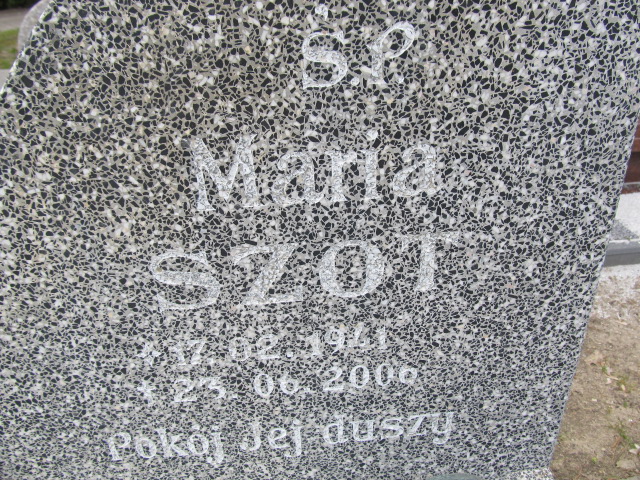 Ś.P.
Maria
SZOT
* 17. 02. 1941
+ 23. 06. 2006
Pokój Jej duszy